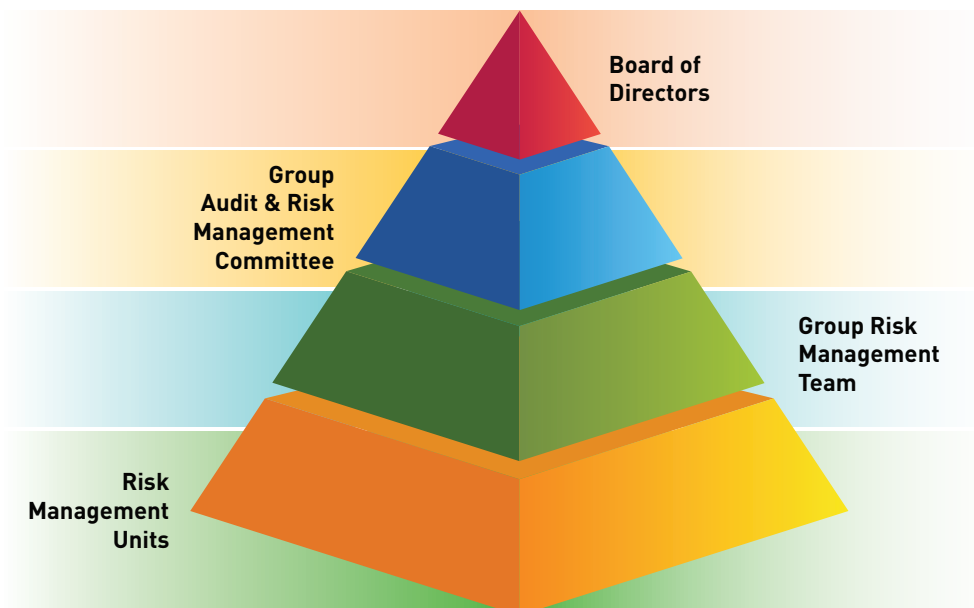 Board of
Directors
Group
Audit & Risk
Management
Committee
Group Risk
Management
Team
Risk
Management
Units